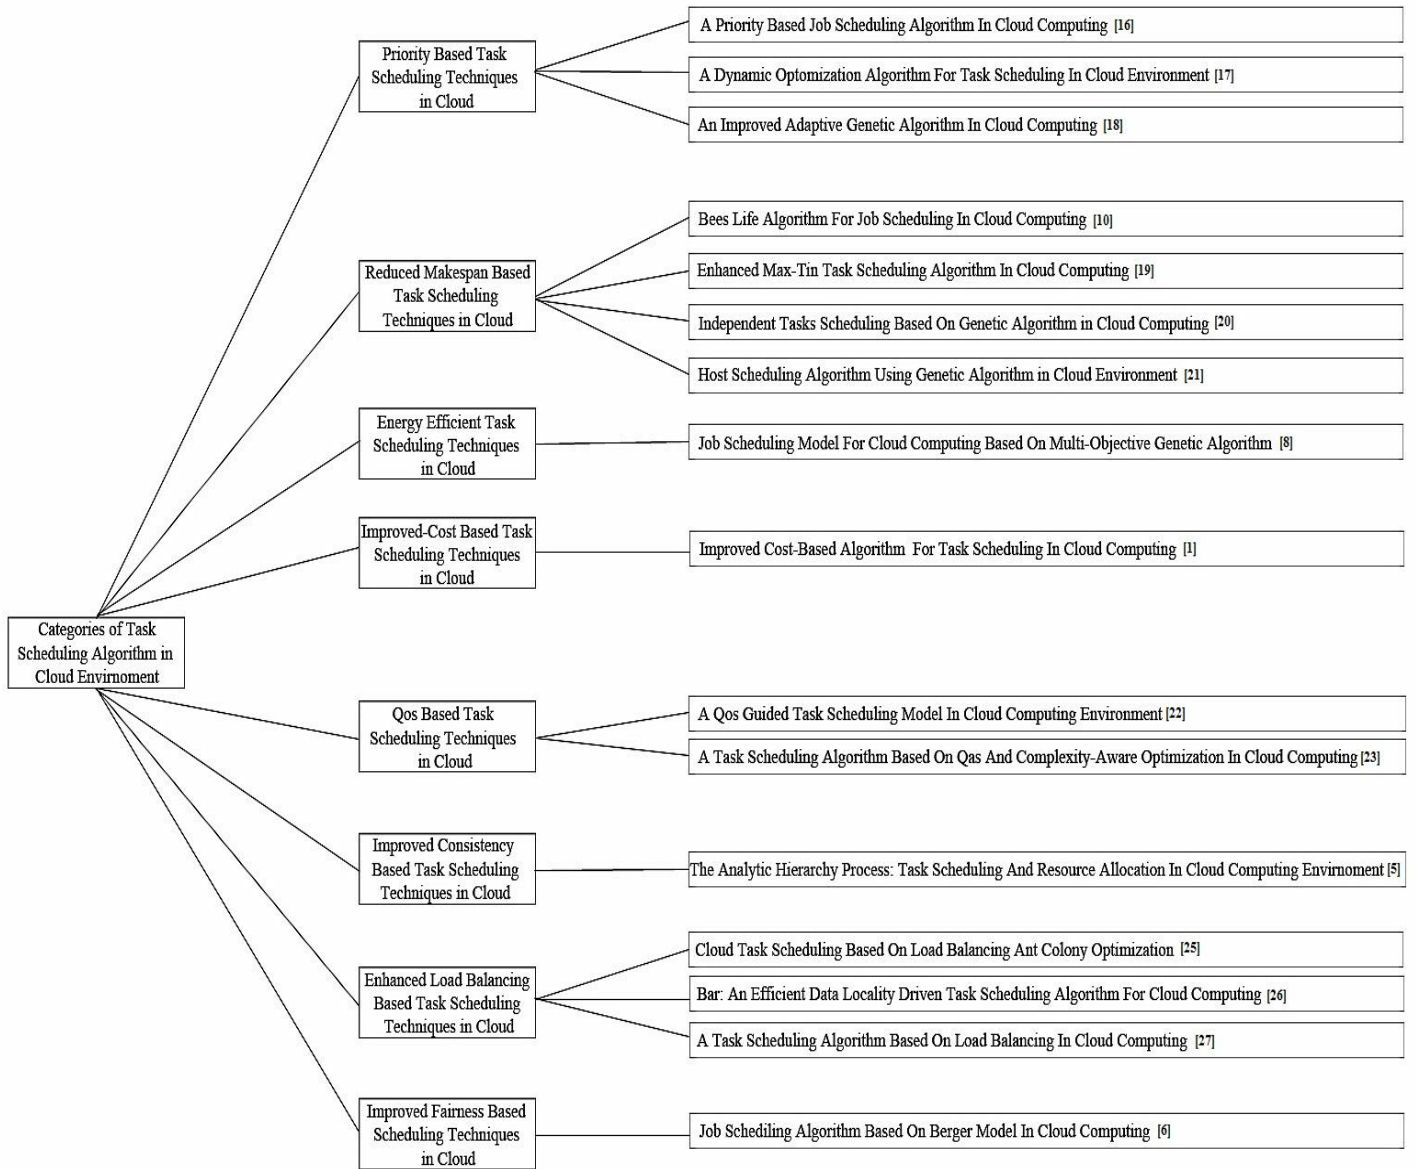 A Priority Based Job Scheduling Algorithm In Cloud Computing [16]
Priority Based Task
Scheduling Techniques
in Cloud
A Dynamic Optomization Algorithm For Task Scheduling In Cloud Environment [17]
An Improved Adaptive Genetic Algorithm In Cloud Computing [18]
Bees Life Algorithm For Job Scheduling In Cloud Computing [10]
Reduced Makespan Based
Task Scheduling
Techniques in Cloud
Enhanced Max-Tin Task Scheduling Algorithm In Cloud Computing [19]
Independent Tasks Scheduling Based On Genetic Algorithm in Cloud Computing [20]
Host Scheduling Algorithm Using Genetic Algorithm in Cloud Environment [21]
Energy Efficient Task
Scheduling Techniques
in Cloud
Job Scheduling Model For Cloud Computing Based On Multi-Objective Genetic Algorithm [8]
Improved-Cost Based Task
Scheduling Techniques
in Cloud
Improved Cost-Based Algorithm For Task Scheduling In Cloud Computing [1]
Categories of Task
Scheduling Algorithm in
Cloud Envirnoment
Qos Based Task
Scheduling Techniques
in Cloud
A Qos Guided Task Scheduling Model In Cloud Computing Environment [22]
A Task Scheduling Algorithm Based On Qas And Complexity-Aware Optimization In Cloud Computing [23]
Improved Consistency
Based Task Scheduling
Techniques in Cloud
The Analytic Hierarchy Process: Task Scheduling And Resource Allocation In Cloud Computing Envirnoment [5]
Enhanced Load Balancing
Based Task Scheduling
Techniques in Cloud
Cloud Task Scheduling Based On Load Balancing Ant Colony Optimization [25]
Bar: An Efficient Data Locality Driven Task Scheduling Algorithm For Cloud Computing [26]
A Task Scheduling Algorithm Based On Load Balancing In Cloud Computing [27]
Improved Fairness Based
Scheduling Techniques
in Cloud
Job Schediling Algorithm Based On Berger Model In Cloud Computing [6]